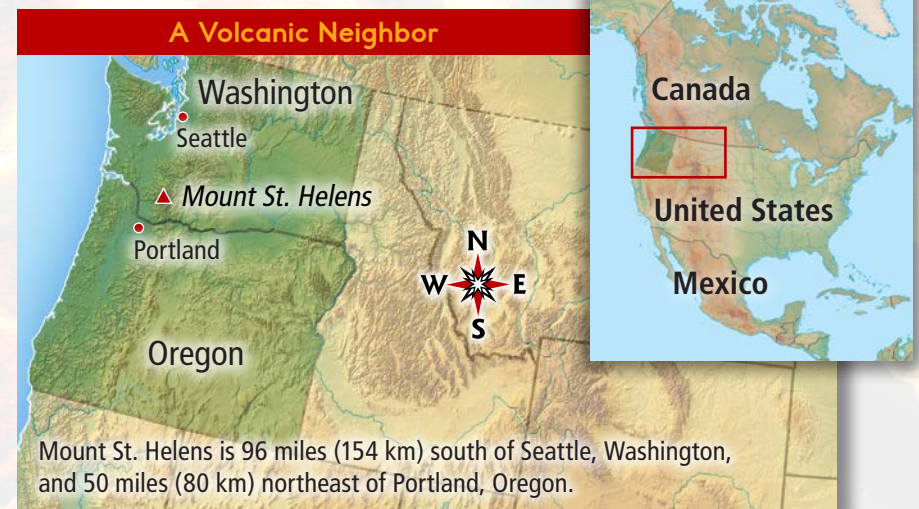 A Volcanic Neighbor
Washington
Seattle
Mount St. Helens
Portland
Oregon
N
W E
S
Mount St. Helens is 96 miles (154 km) south of Seattle, Washington,
and 50 miles (80 km) northeast of Portland, Oregon.
Canada
United States
Mexico